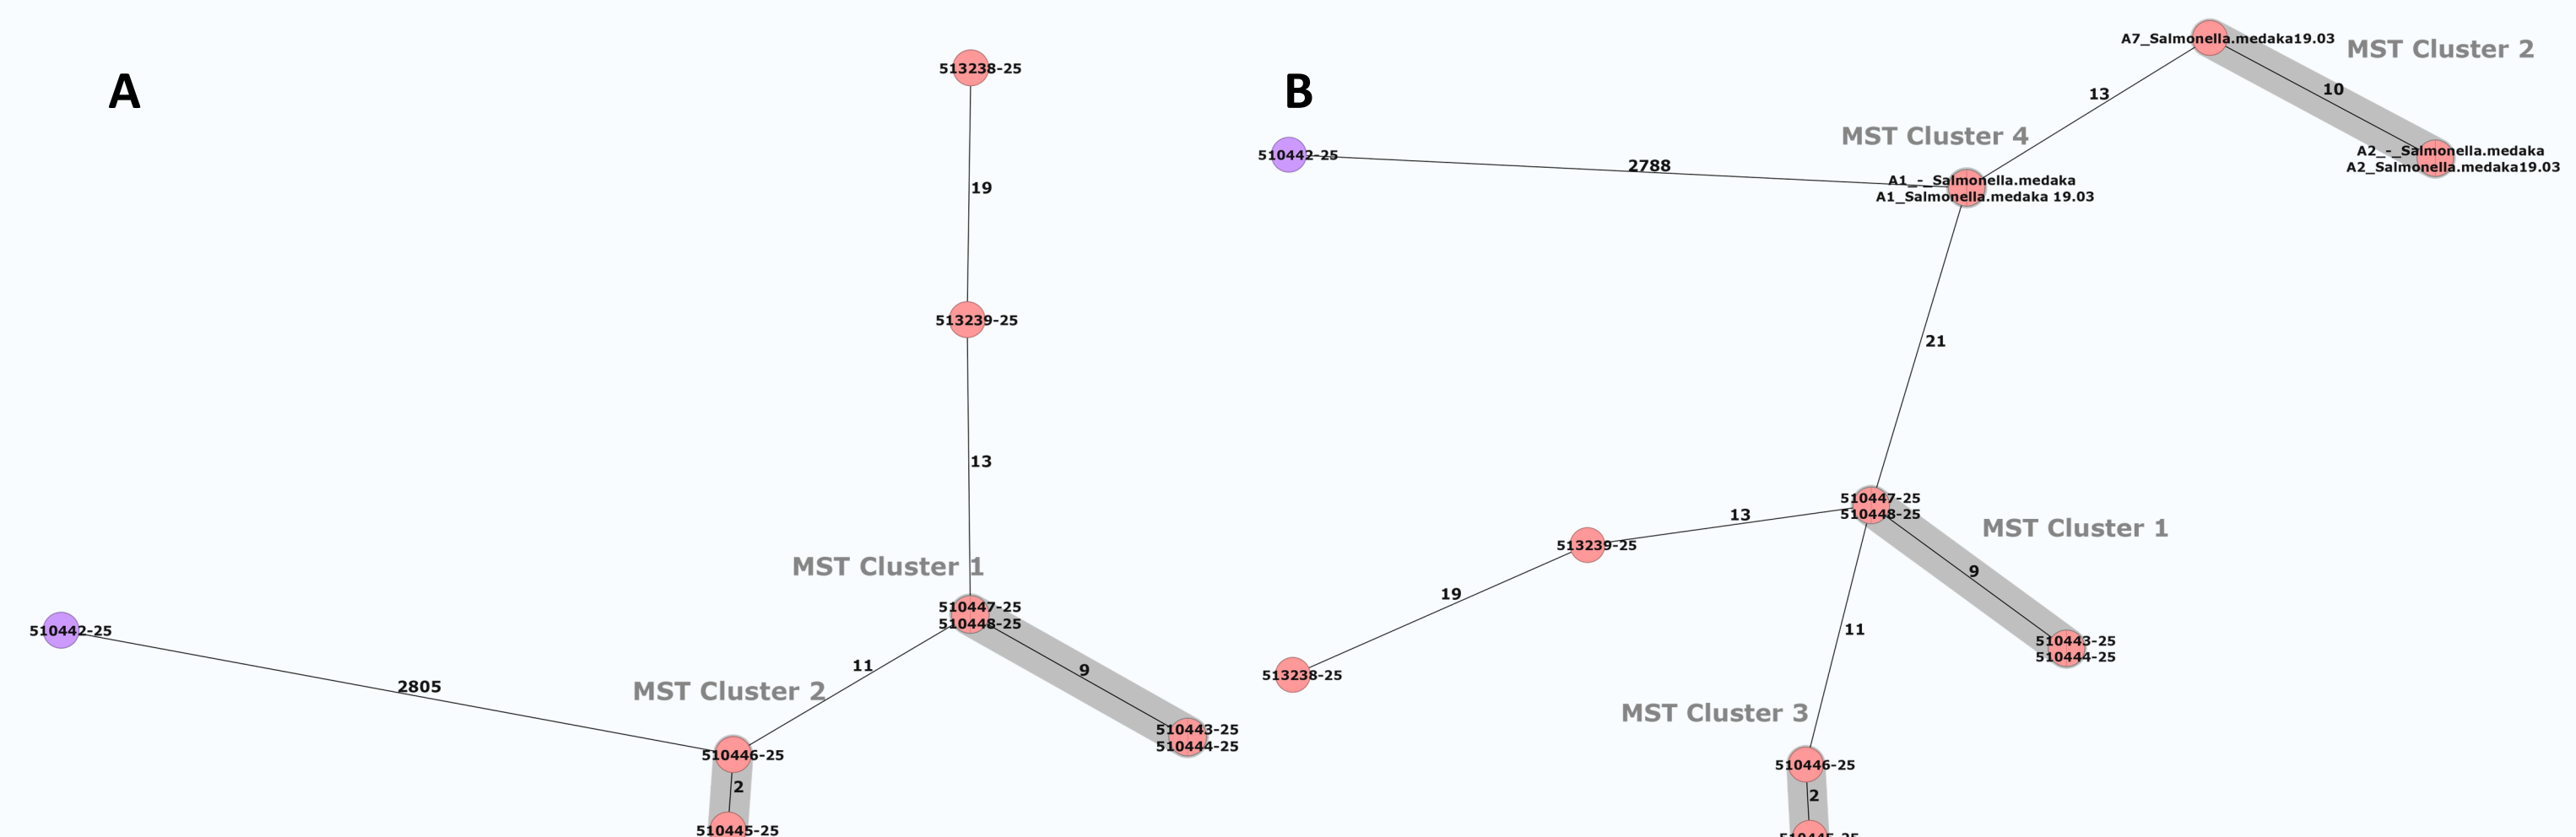 A
513238-25
19
513239-25
13
MST Cluster 1
510447-25
510448-25
510442-25
11
9
2805
MST Cluster 2
510443-25
510444-25
510446-25
2
510445-25
B
A7_Salmonella.medaka19.03
MST Cluster 2
10
13
MST Cluster 4
510442-25
A2_-_Salmonella.medaka
A2_Salmonella.medaka19.03
2788
A1_-_Salmonella.medaka
A1_Salmonella.medaka 19.03
21
510447-25
510448-25
13
MST Cluster 1
513239-25
9
19
11
510443-25
510444-25
513238-25
MST Cluster 3
510446-25
2
510445-25